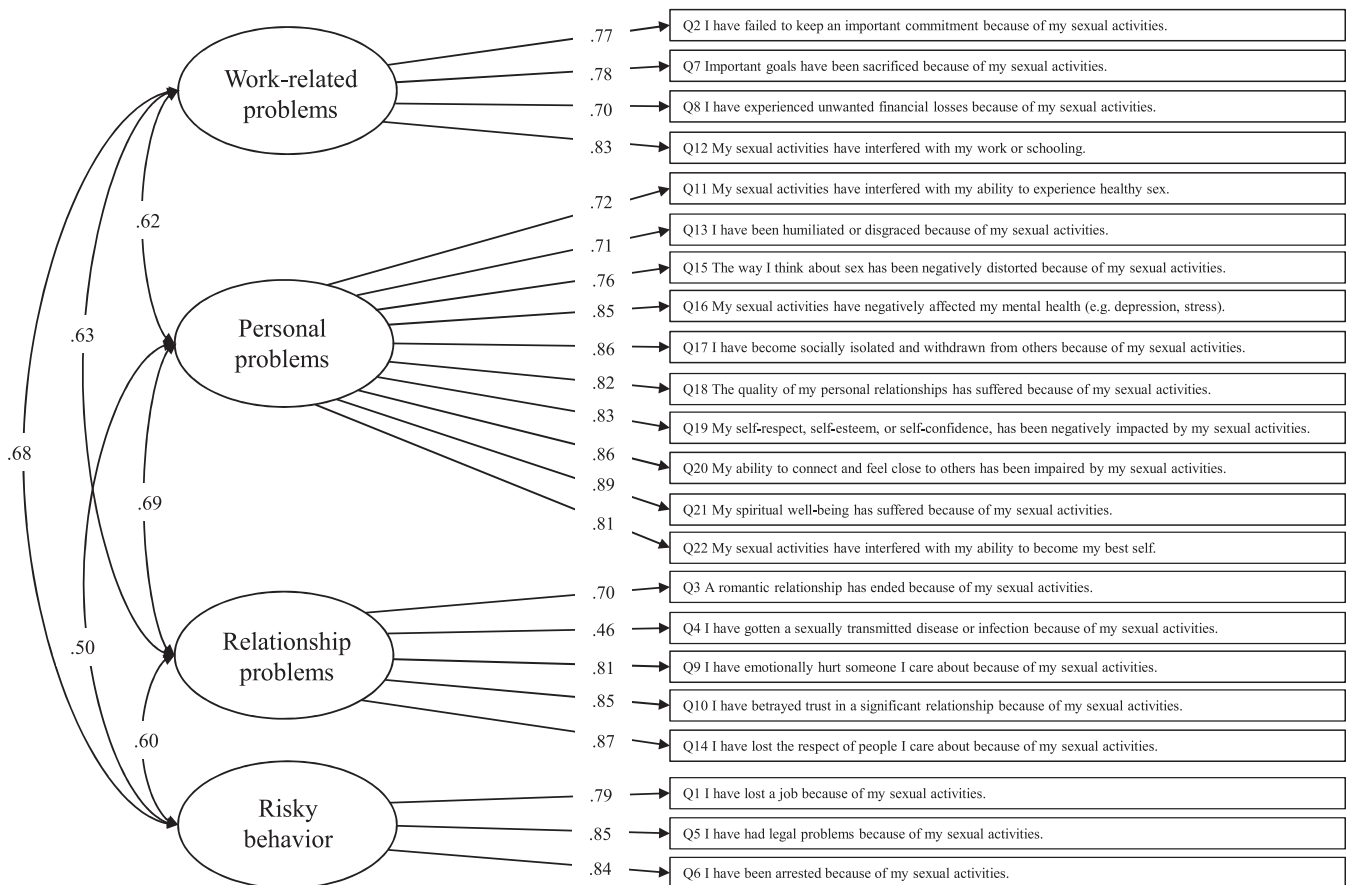 Work-related
problems
Personal
problems
Relationship
problems
Risky
behavior
.62
.63
.68
.69
.50
.60
.77
.78
.70
.83
.72
.71
.76
.85
.86
.82
.83
.86
.89
.81
.70
.46
.81
.85
.87
.79
.85
.84
Q2 I have failed to keep an important commitment because of my sexual activities.
Q7 Important goals have been sacrificed because of my sexual activities.
Q8 I have experienced unwanted financial losses because of my sexual activities.
Q12 My sexual activities have interfered with my work or schooling.
Q11 My sexual activities have interfered with my ability to experience healthy sex.
Q13 I have been humiliated or disgraced because of my sexual activities.
Q15 The way I think about sex has been negatively distorted because of my sexual activities.
Q16 My sexual activities have negatively affected my mental health (e.g. depression, stress).
Q17 I have become socially isolated and withdrawn from others because of my sexual activities.
Q18 The quality of my personal relationships has suffered because of my sexual activities.
Q19 My self-respect, self-esteem, or self-confidence, has been negatively impacted by my sexual activities.
Q20 My ability to connect and feel close to others has been impaired by my sexual activities.
Q21 My spiritual well-being has suffered because of my sexual activities.
Q22 My sexual activities have interfered with my ability to become my best self.
Q3 A romantic relationship has ended because of my sexual activities.
Q4 I have gotten a sexually transmitted disease or infection because of my sexual activities.
Q9 I have emotionally hurt someone I care about because of my sexual activities.
Q10 I have betrayed trust in a significant relationship because of my sexual activities.
Q14 I have lost the respect of people I care about because of my sexual activities.
Q1 I have lost a job because of my sexual activities.
Q5 I have had legal problems because of my sexual activities.
Q6 I have been arrested because of my sexual activities.